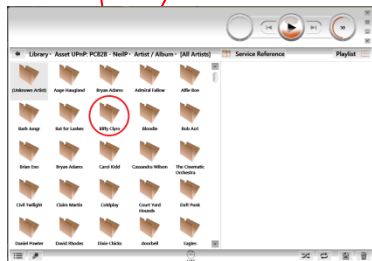 Library · Asset UPnP: PC828 - NeilP · Artist / Album · [All Artists]
Service Reference
Playlist
(Unknown Artist)
Aage Haugland
Bryan Adams
Admiral Fallow
Alfie Boe
Barb Jungr
Bat for Lashes
Biffy Clyro
Blondie
Bob Acri
Brian Eno
Bryan Adams
Carol Kidd
Cassandra Wilson
The Cinematic
Orchestra
Civil Twilight
Claire Martin
Coldplay
Court Yard
Hounds
Daft Punk
Daniel Powter
David Rhodes
Dixie Chicks
doorbell
Eagles